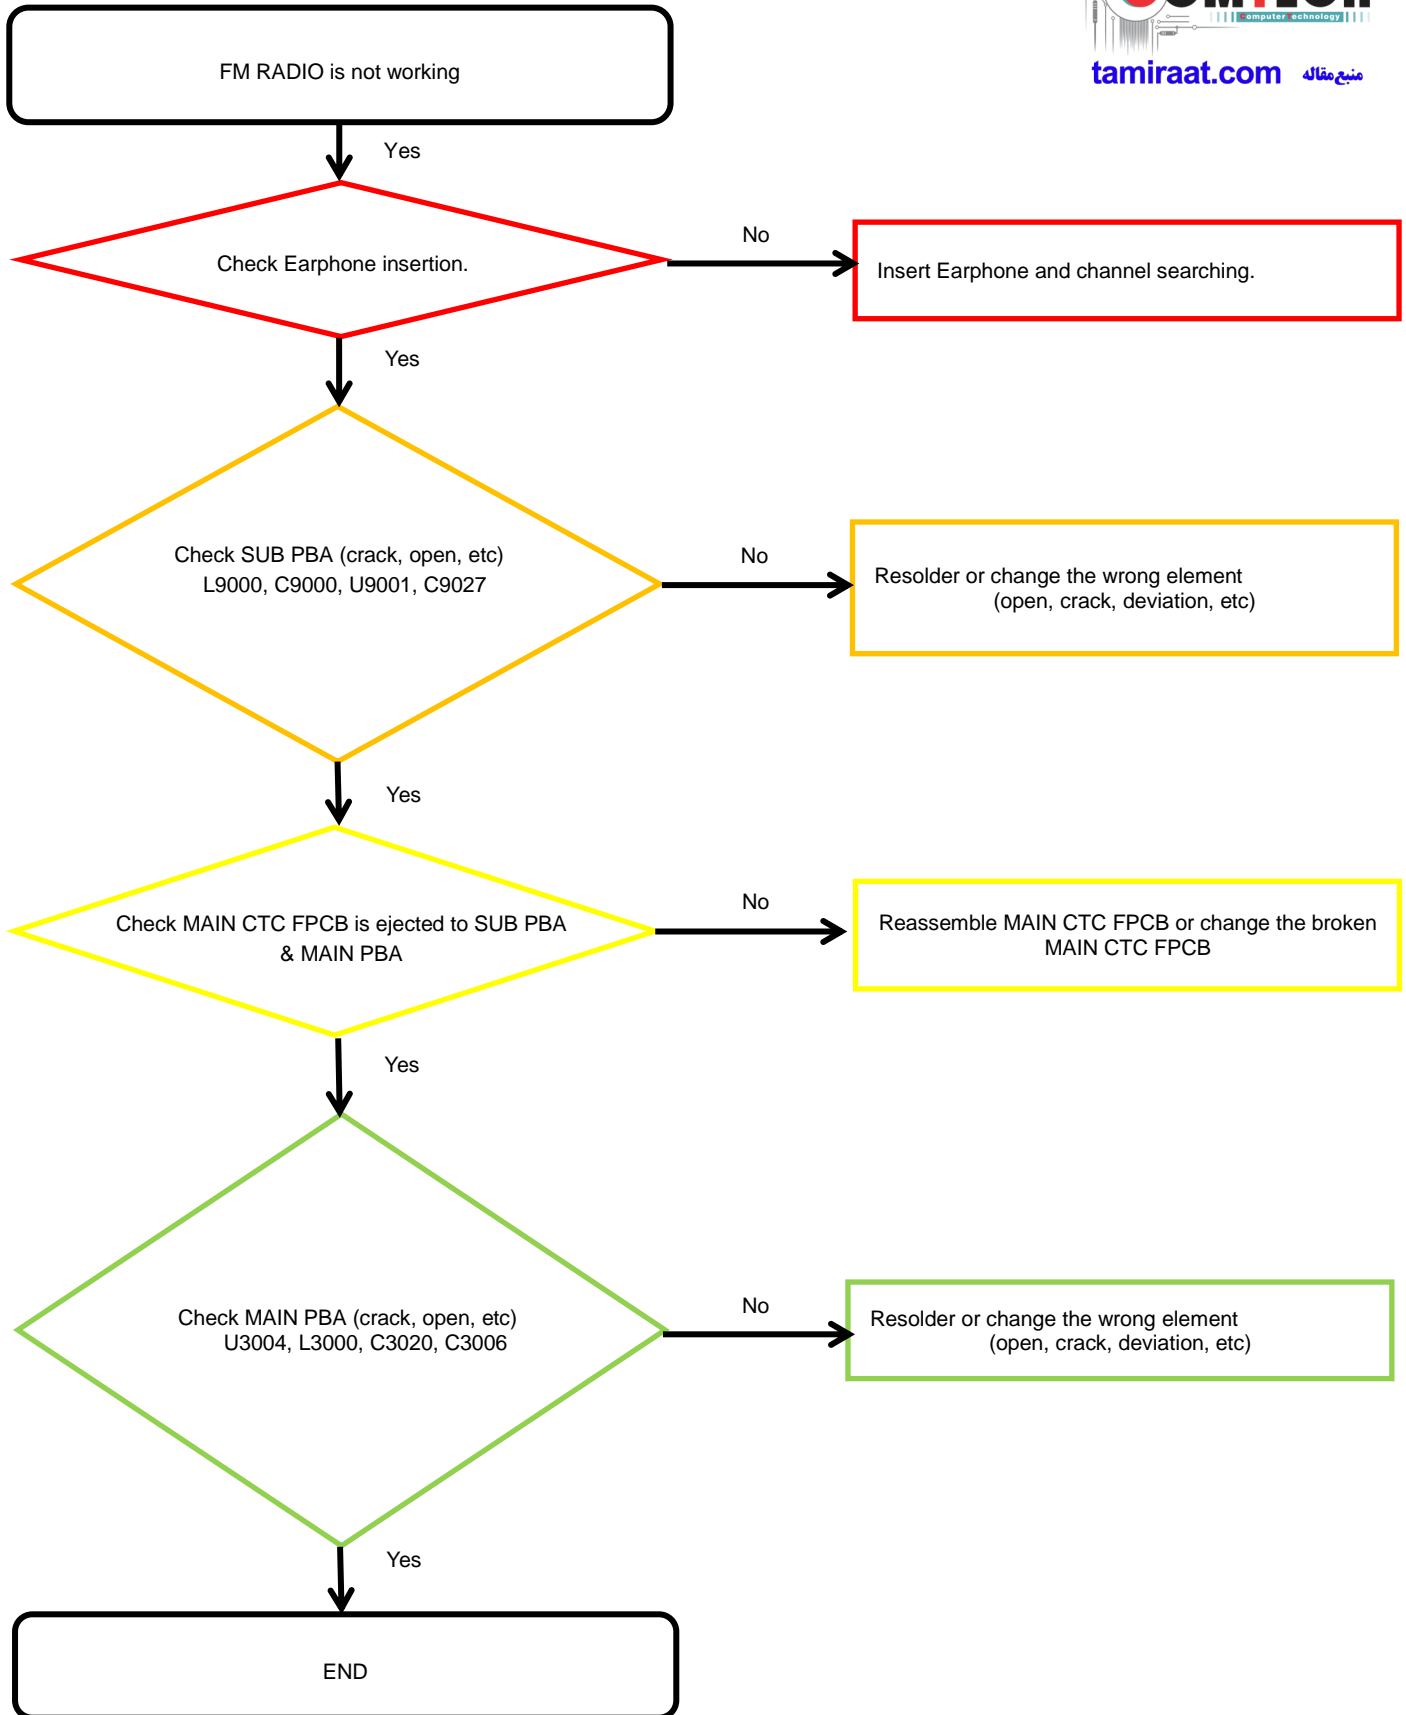 Computer Technology
tamiraat.com منبع مقاله
FM RADIO is not working
Yes
Check Earphone insertion.
No
Insert Earphone and channel searching.
Yes
Check SUB PBA (crack, open, etc)
L9000, C9000, U9001, C9027
No
Resolder or change the wrong element
(open, crack, deviation, etc)
Yes
Check MAIN CTC FPCB is ejected to SUB PBA
& MAIN PBA
No
Reassemble MAIN CTC FPCB or change the broken
MAIN CTC FPCB
Yes
Check MAIN PBA (crack, open, etc)
U3004, L3000, C3020, C3006
No
Resolder or change the wrong element
(open, crack, deviation, etc)
Yes
END